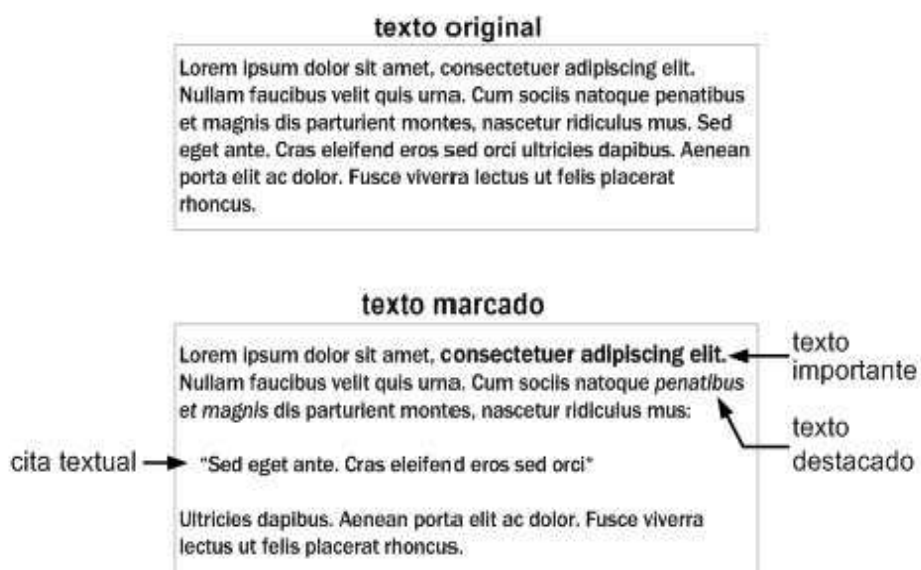 texto original
Lorem ipsum dolor sit amet, consectetuer adipiscing elit.
Nullam faucibus velit quis urna. Cum sociis natoque penatibus
et magnis dis parturient montes, nascetur ridiculus mus. Sed
eget ante. Cras eleifend eros sed orci ultricies dapibus. Aenean
porta elit ac dolor. Fusce viverra lectus ut felis placerat
rhoncus.
texto marcado
Lorem ipsum dolor sit amet, consectetuer adipiscing elit.
Nullam faucibus velit quis urna. Cum sociis natoque penatibus
et magnis dis parturient montes, nascetur ridiculus mus:
"Sed eget ante. Cras eleifend eros sed orci"
Ultricies dapibus. Aenean porta elit ac dolor. Fusce viverra
lectus ut felis placerat rhoncus.
texto
importante
texto
destacado
cita textual